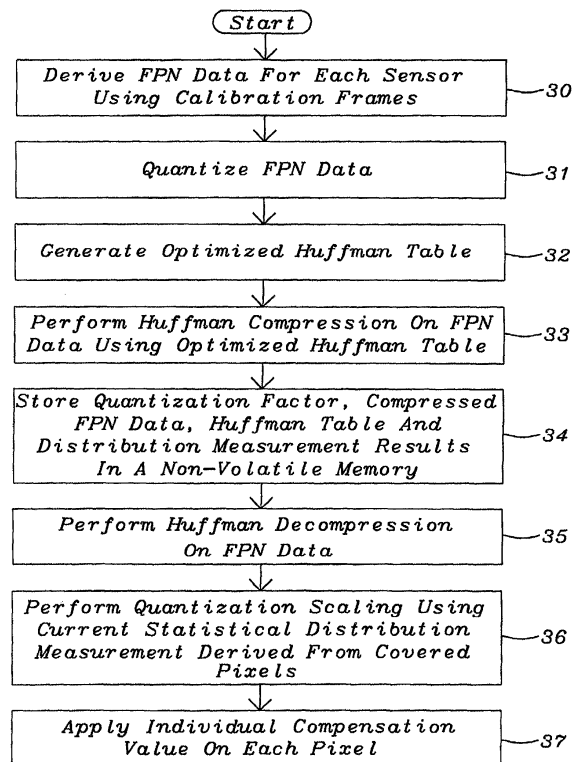 Start
Derive FPN Data For Each Sensor
Using Calibration Frames
30
Quantize FPN Data
31
Generate Optimized Huffman Table
32
Perform Huffman Compression On FPN
Data Using Optimized Huffman Table
33
Store Quantization Factor, Compressed
FPN Data, Huffman Table And
Distribution Measurement Results
In A Non-Volatile Memory
34
Perform Huffman Decompression
On FPN Data
35
Perform Quantization Scaling Using
Current Statistical Distribution
Measurement Derived From Covered
Pixels
36
Apply Individual Compensation
Value On Each Pixel
37